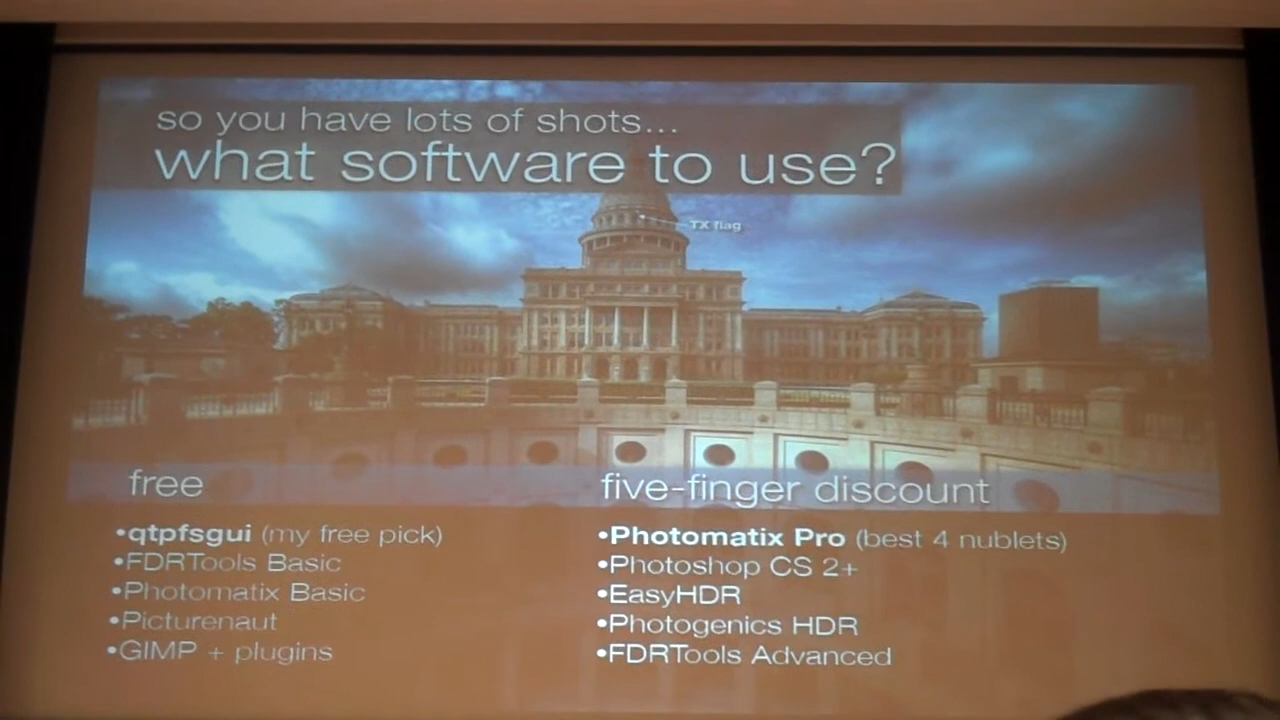 so you have lots of shots...
what software to use?
TX flag
free
•qtpfsgui (my free pick)
•FDRTools Basic
•Photomatix Basic
•Picturenaut
•GIMP + plugins
five-finger discount
•Photomatix Pro (best 4 nublets)
•Photoshop CS 2+
•EasyHDR
•Photogenics HDR
•FDRTools Advanced